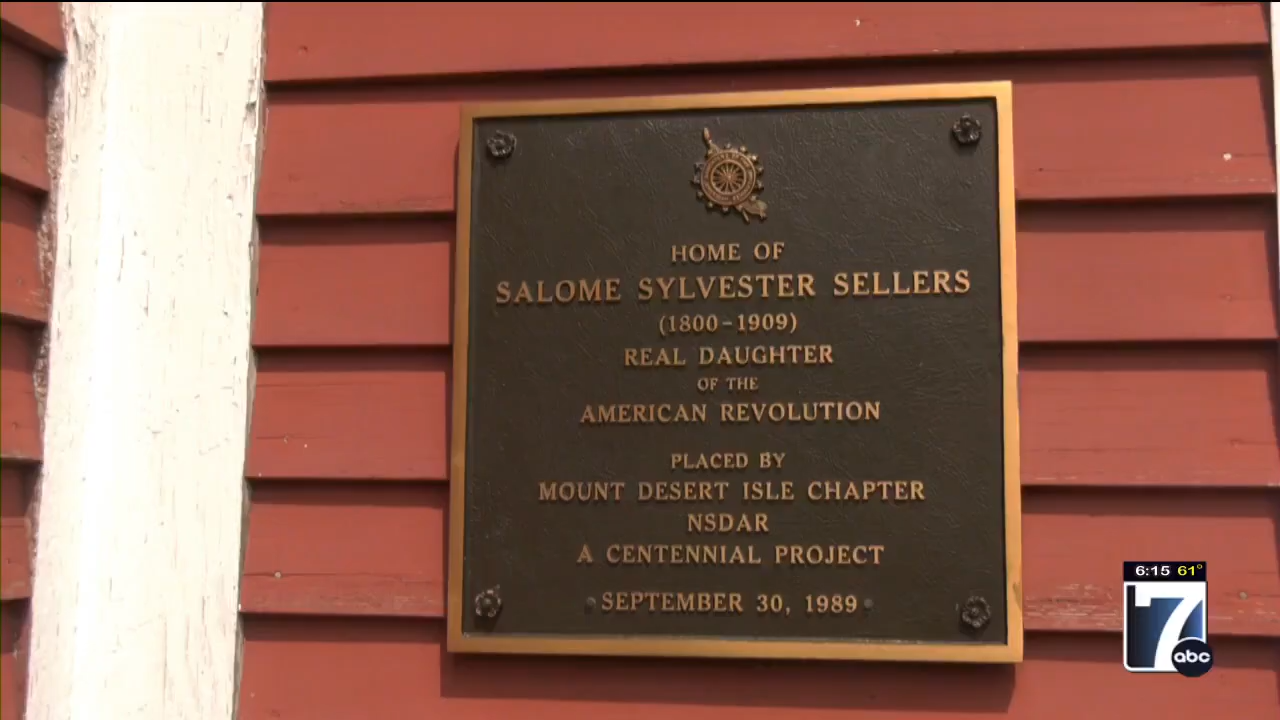 HOME OF
SALOME SYLVESTER SELLERS
(1800-1909)
REAL DAUGHTER
OF THE
AMERICAN REVOLUTION
PLACED BY
MOUNT DESERT ISLE CHAPTER
NSDAR
A CENTENNIAL PROJECT
SEPTEMBER 30, 1989
6:15 61°
7
abc